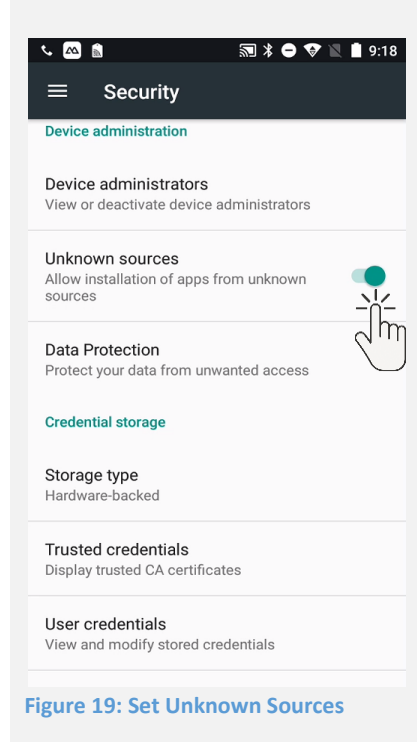 9:18
Security
Device administration
Device administrators
View or deactivate device administrators
Unknown sources
Allow installation of apps from unknown
sources
Data Protection
Protect your data from unwanted access
Credential storage
Storage type
Hardware-backed
Trusted credentials
Display trusted CA certificates
User credentials
View and modify stored credentials
Figure 19: Set Unknown Sources